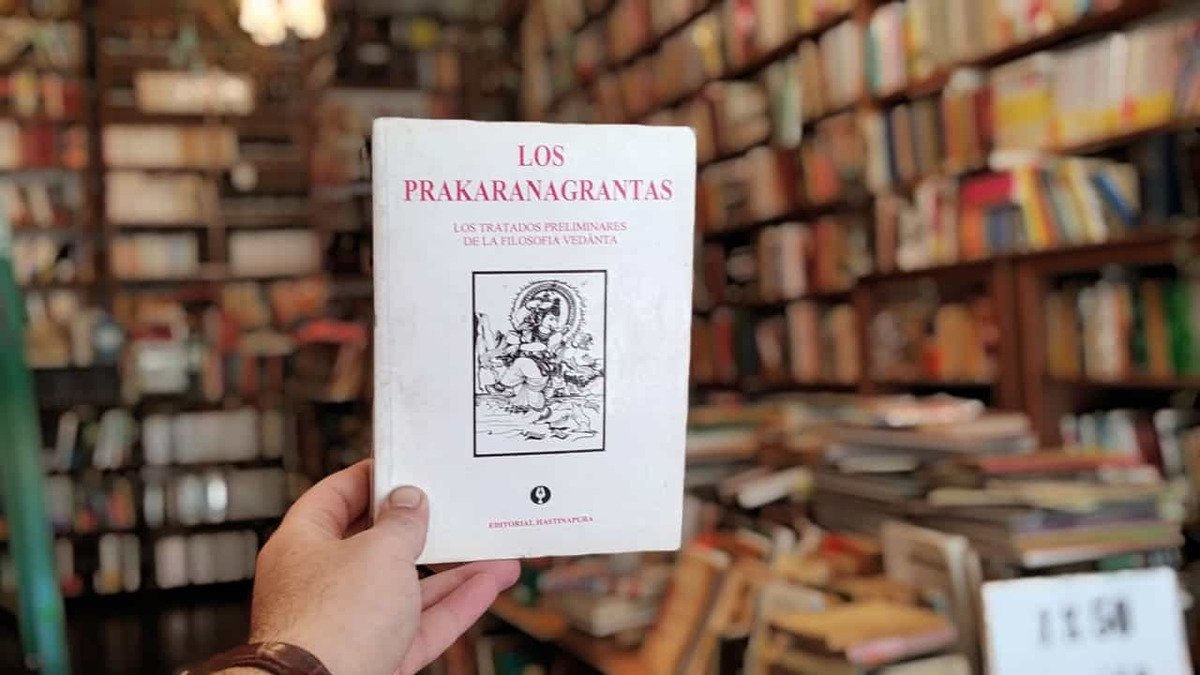 LOS
PRAKARANAGRANTAS
LOS TRATADOS PRELIMINARES
DE LA FILOSOFIA VEDÂNTA
EDITORIAL HASTINAPURA